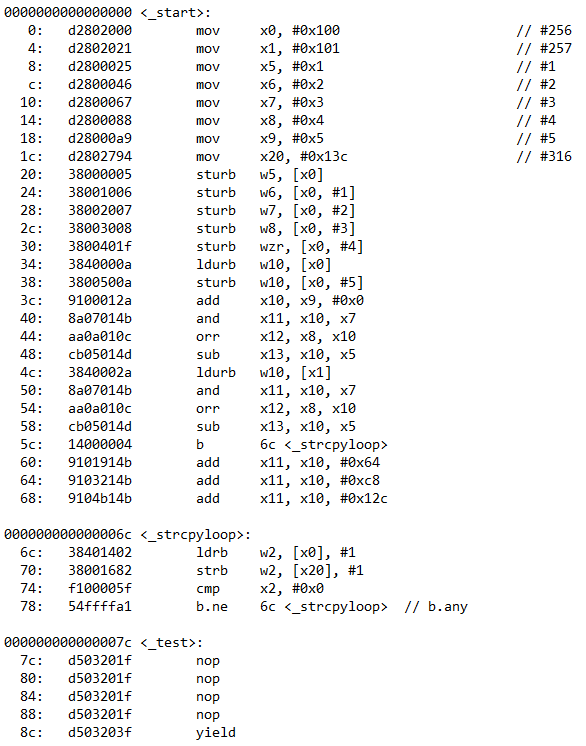 0000000000000000 <_start>:
   0:   d2802000        mov     x0, #0x100                      // #256
   4:   d2802021        mov     x1, #0x101                      // #257
   8:   d2800025        mov     x5, #0x1                        // #1
   c:   d2800046        mov     x6, #0x2                        // #2
  10:   d2800067        mov     x7, #0x3                        // #3
  14:   d2800088        mov     x8, #0x4                        // #4
  18:   d28000a9        mov     x9, #0x5                        // #5
  1c:   d2802794        mov     x20, #0x13c                     // #316
  20:   38000005        sturb   w5, [x0]
  24:   38001006        sturb   w6, [x0, #1]
  28:   38002007        sturb   w7, [x0, #2]
  2c:   38003008        sturb   w8, [x0, #3]
  30:   3800401f        sturb   wzr, [x0, #4]
  34:   3840000a        ldurb   w10, [x0]
  38:   3800500a        sturb   w10, [x0, #5]
  3c:   9100012a        add     x10, x9, #0x0
  40:   8a07014b        and     x11, x10, x7
  44:   aa0a010c        orr     x12, x8, x10
  48:   cb05014d        sub     x13, x10, x5
  4c:   3840002a        ldurb   w10, [x1]
  50:   8a07014b        and     x11, x10, x7
  54:   aa0a010c        orr     x12, x8, x10
  58:   cb05014d        sub     x13, x10, x5
  5c:   14000004        b       6c <_strcpyloop>
  60:   9101914b        add     x11, x10, #0x64
  64:   9103214b        add     x11, x10, #0xc8
  68:   9104b14b        add     x11, x10, #0x12c

000000000000006c <_strcpyloop>:
  6c:   38401402        ldrb    w2, [x0], #1
  70:   38001682        strb    w2, [x20], #1
  74:   f100005f        cmp     x2, #0x0
  78:   54ffffa1        b.ne    6c <_strcpyloop>  // b.any

000000000000007c <_test>:
  7c:   d503201f        nop
  80:   d503201f        nop
  84:   d503201f        nop
  88:   d503201f        nop
  8c:   d503203f        yield